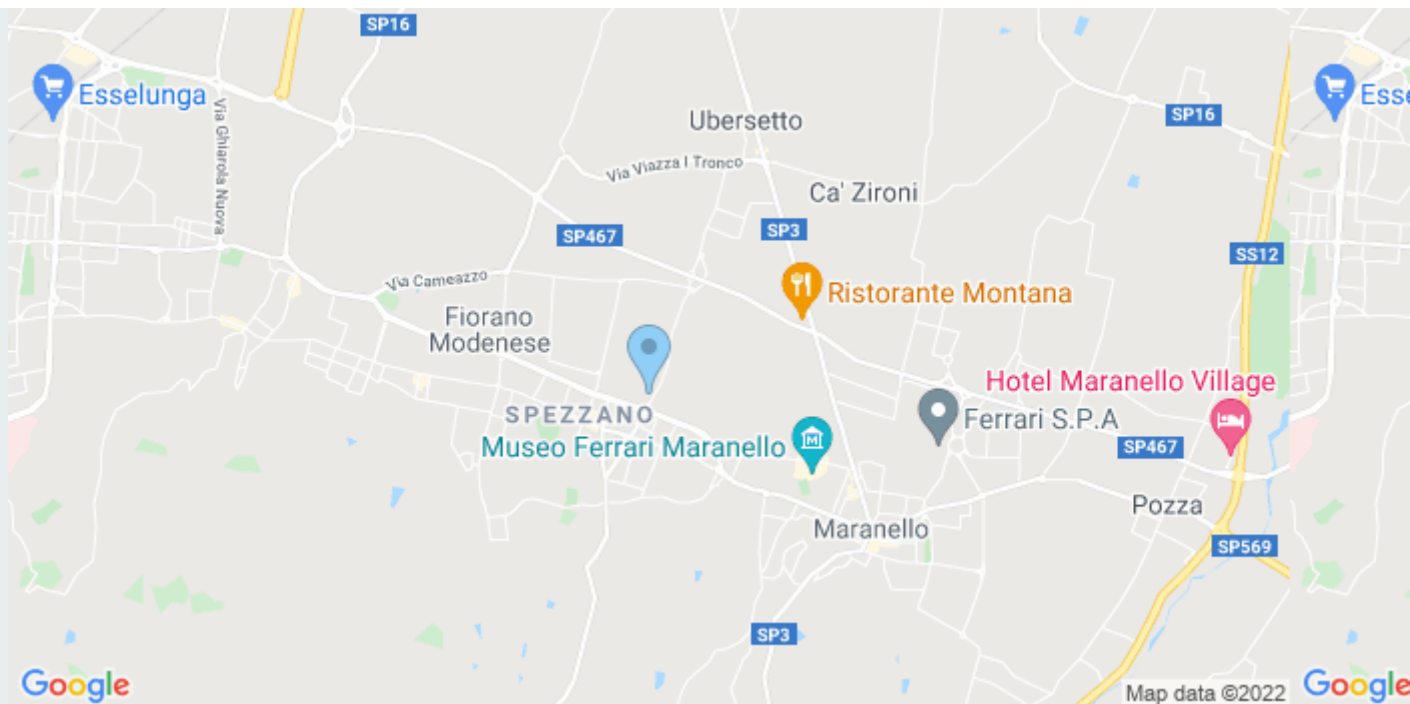 SP16
Esselunga
Esse
Via Ghiarola Nuova
Ubersetto
SP16
Via Viazza I Tronco
Ca' Zironi
SP467
SP3
SS12
Via Cameazzo
Ristorante Montana
Fiorano
Modenese
Hotel Maranello Village
SPEZZANO
Ferrari S.P.A
Museo Ferrari Maranello
SP467
Pozza
Maranello
SP569
SP3
Google
Map data ©2022
Google